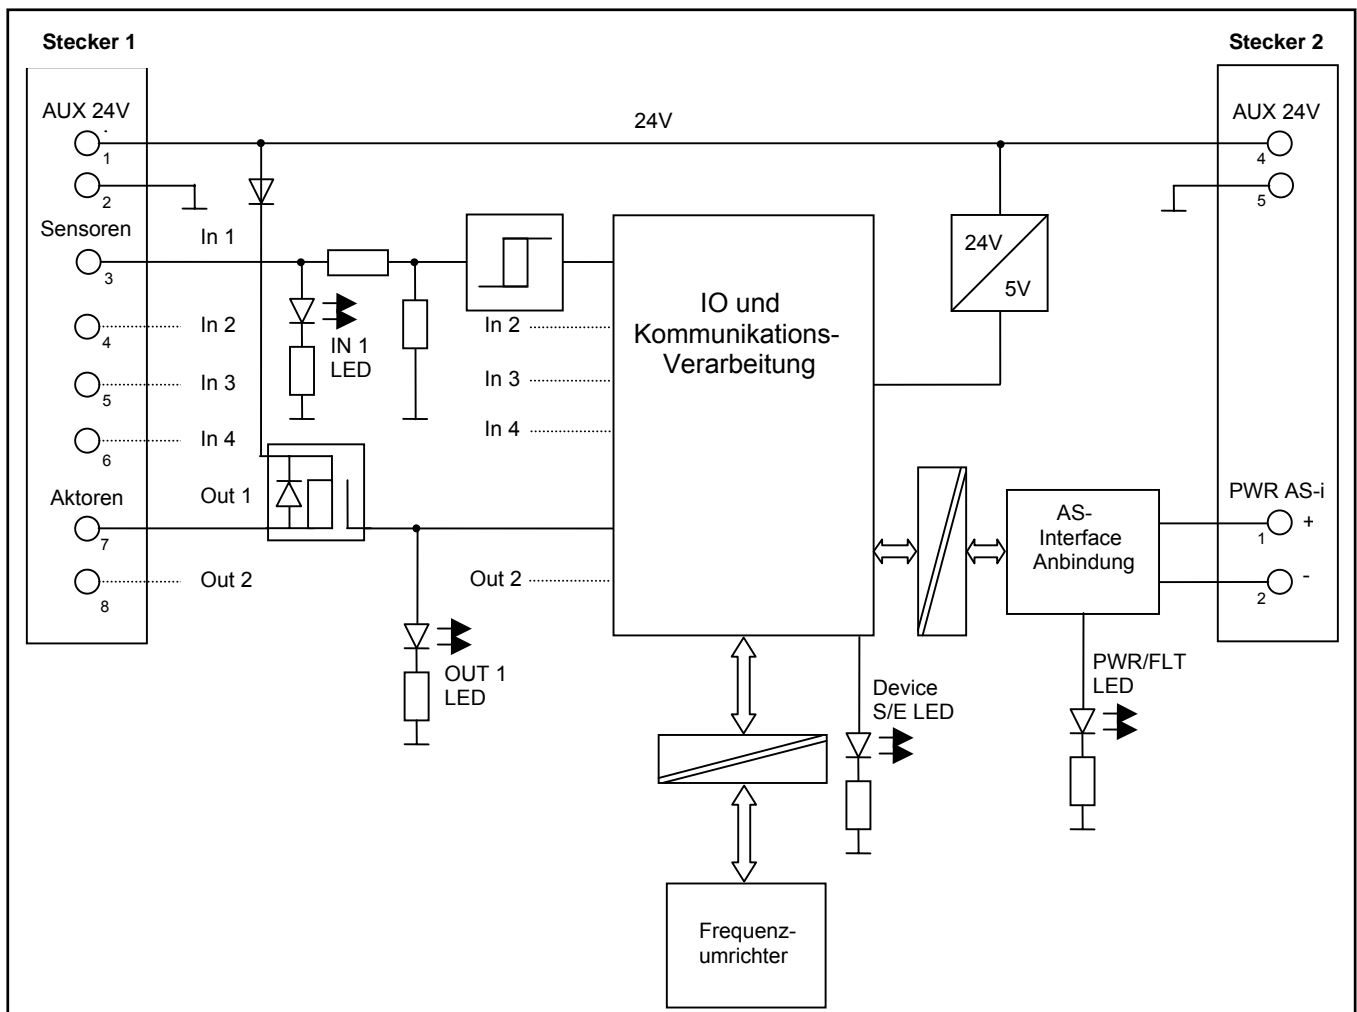 Stecker 1
Stecker 2
AUX 24V
24V
AUX 24V
1
4
2
5
Sensoren
In 1
3
24V
5V
IO und
Kommunikations-
Verarbeitung
IN 1
LED
4
In 2
In 2
5
In 3
In 3
6
In 4
In 4
Aktoren
Out 1
7
PWR AS-i
1
+
AS-
Interface
Anbindung
8
Out 2
Out 2
2
-
OUT 1
LED
Device
S/E LED
PWR/FLT
LED
Frequenz-
umrichter